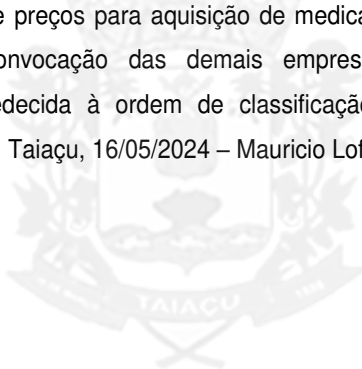 e preços para aquisição de medica
onvocação das demais empres
edecida à ordem de classificação
Taiaçu, 16/05/2024 – Mauricio Lof
TAIAÇU